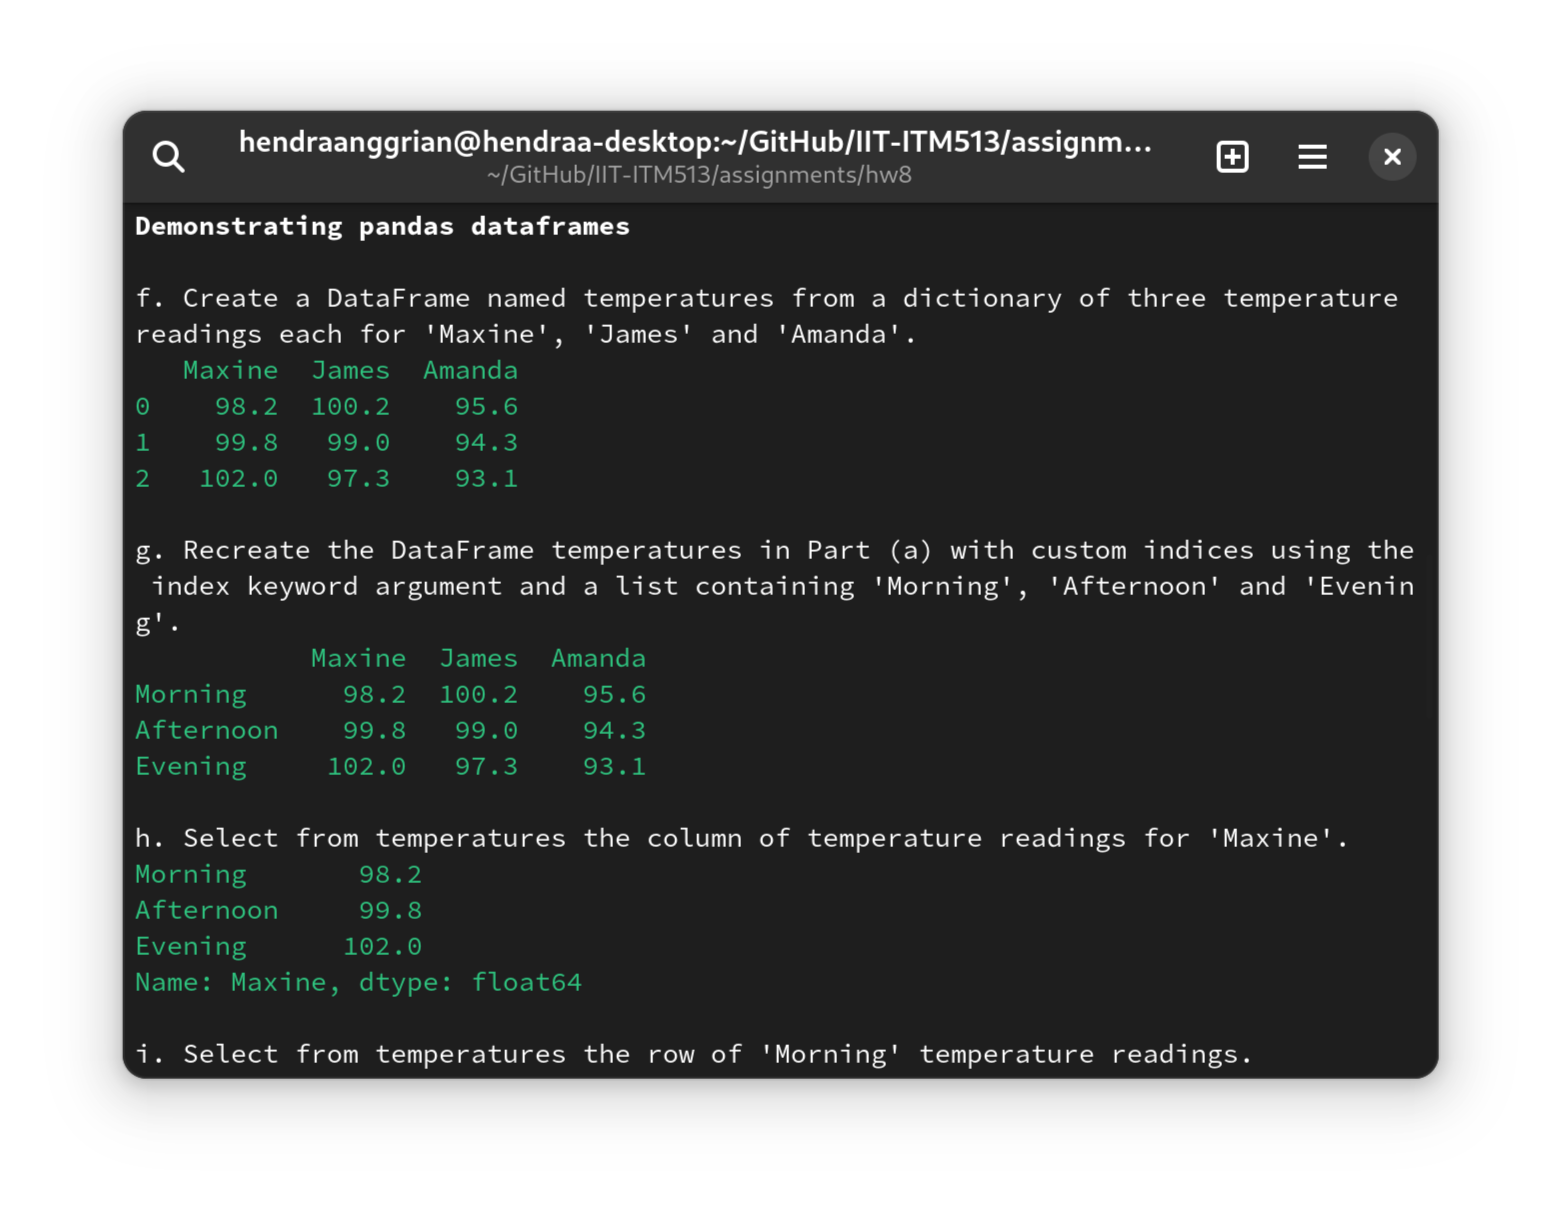 hendraanggrian@hendraa-desktop:~/GitHub/IIT-ITM513/assignm...
~/GitHub/IIT-ITM513/assignments/hw8
Demonstrating pandas dataframes
f. Create a DataFrame named temperatures from a dictionary of three temperature
readings each for 'Maxine', 'James' and 'Amanda'.
   Maxine  James  Amanda
0    98.2  100.2    95.6
1    99.8   99.0    94.3
2   102.0   97.3    93.1
g. Recreate the DataFrame temperatures in Part (a) with custom indices using the
 index keyword argument and a list containing 'Morning', 'Afternoon' and 'Evenin
g'.
           Maxine  James  Amanda
Morning      98.2  100.2    95.6
Afternoon    99.8   99.0    94.3
Evening     102.0   97.3    93.1
h. Select from temperatures the column of temperature readings for 'Maxine'.
Morning       98.2
Afternoon     99.8
Evening      102.0
Name: Maxine, dtype: float64
i. Select from temperatures the row of 'Morning' temperature readings.